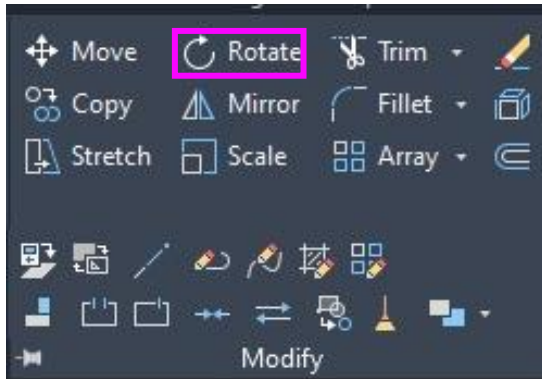 Move Rotate Trim
Copy Mirror Fillet
Stretch Scale Array
Modify